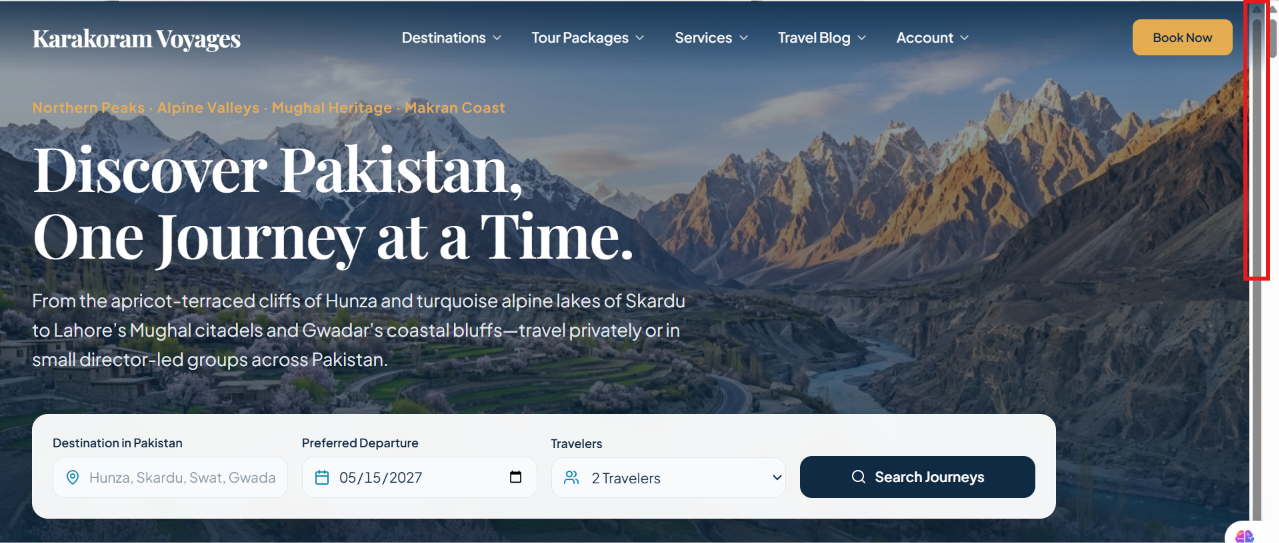 Karakoram Voyages
Destinations
Tour Packages
Services
Travel Blog
Account
Book Now
Northern Peaks · Alpine Valleys · Mughal Heritage · Makran Coast
Discover Pakistan,
One Journey at a Time.
From the apricot-terraced cliffs of Hunza and turquoise alpine lakes of Skardu
to Lahore's Mughal citadels and Gwadar's coastal bluffs—travel privately or in
small director-led groups across Pakistan.
Destination in Pakistan
Preferred Departure
Travelers
Hunza, Skardu, Swat, Gwada
05/15/2027
2 Travelers
Search Journeys